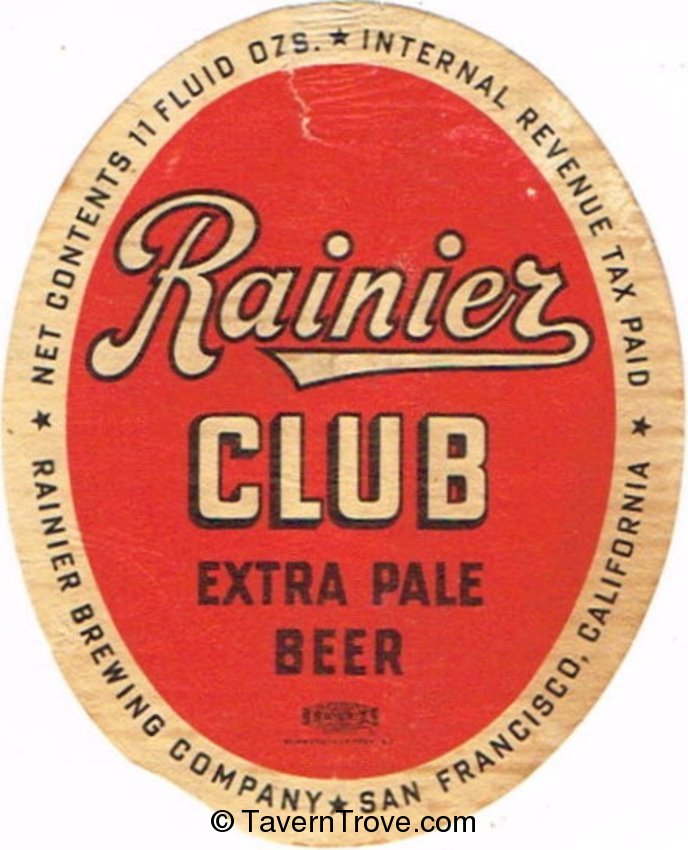 NET CONTENTS 11 FLUID OZS. ★ INTERNAL REVENUE TAX PAID ★
Rainier
CLUB
EXTRA PALE
BEER
RAINIER BREWING COMPANY ★ SAN FRANCISCO, CALIFORNIA ★
© TavernTrove.com